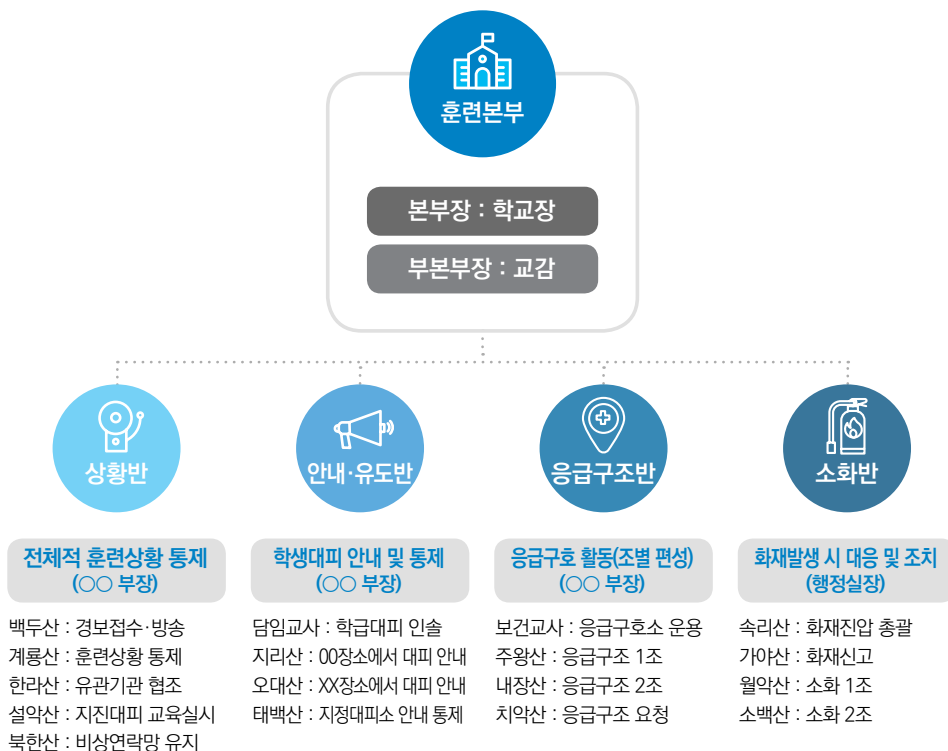 훈련본부
본부장 : 학교장
부본부장 : 교감
상황반
전체적 훈련상황 통제
(○○ 부장)
백두산 : 경보접수·방송
계룡산 : 훈련상황 통제
한라산 : 유관기관 협조
설악산 : 지진대피 교육실시
북한산 : 비상연락망 유지
안내·유도반
학생대피 안내 및 통제
(○○ 부장)
담임교사 : 학급대피 인솔
지리산 : 00장소에서 대피 안내
오대산 : XX장소에서 대피 안내
태백산 : 지정대피소 안내 통제
응급구조반
응급구호 활동(조별 편성)
(○○ 부장)
보건교사 : 응급구호소 운용
주왕산 : 응급구조 1조
내장산 : 응급구조 2조
치악산 : 응급구조 요청
소화반
화재발생 시 대응 및 조치
(행정실장)
속리산 : 화재진압 총괄
가야산 : 화재신고
월악산 : 소화 1조
소백산 : 소화 2조